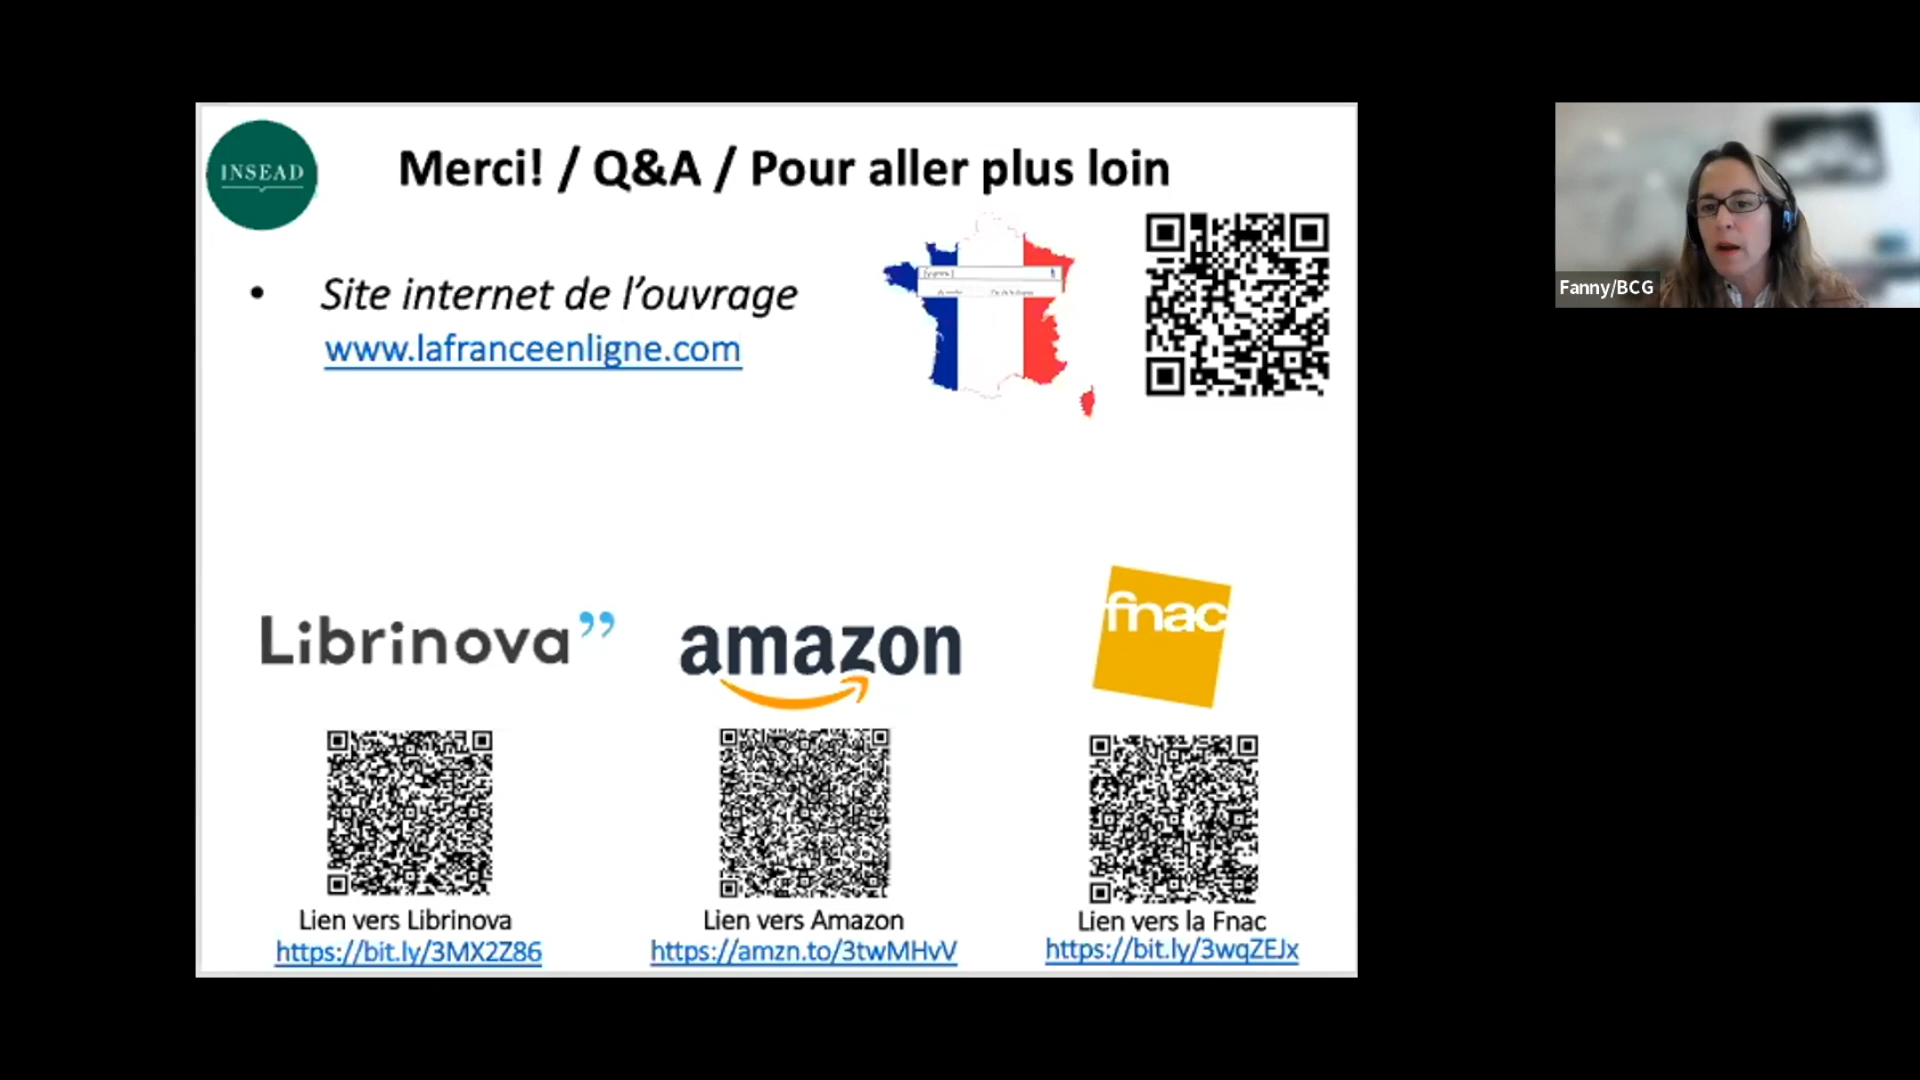 INSEAD
Merci! / Q&A / Pour aller plus loin
• Site internet de l’ouvrage
www.lafranceenligne.com
Fanny/BCG
Librinova”
amazon
fnac
Lien vers Librinova
https://bit.ly/3MX2Z86
Lien vers Amazon
https://amzn.to/3twMHvV
Lien vers la Fnac
https://bit.ly/3wqZEJx